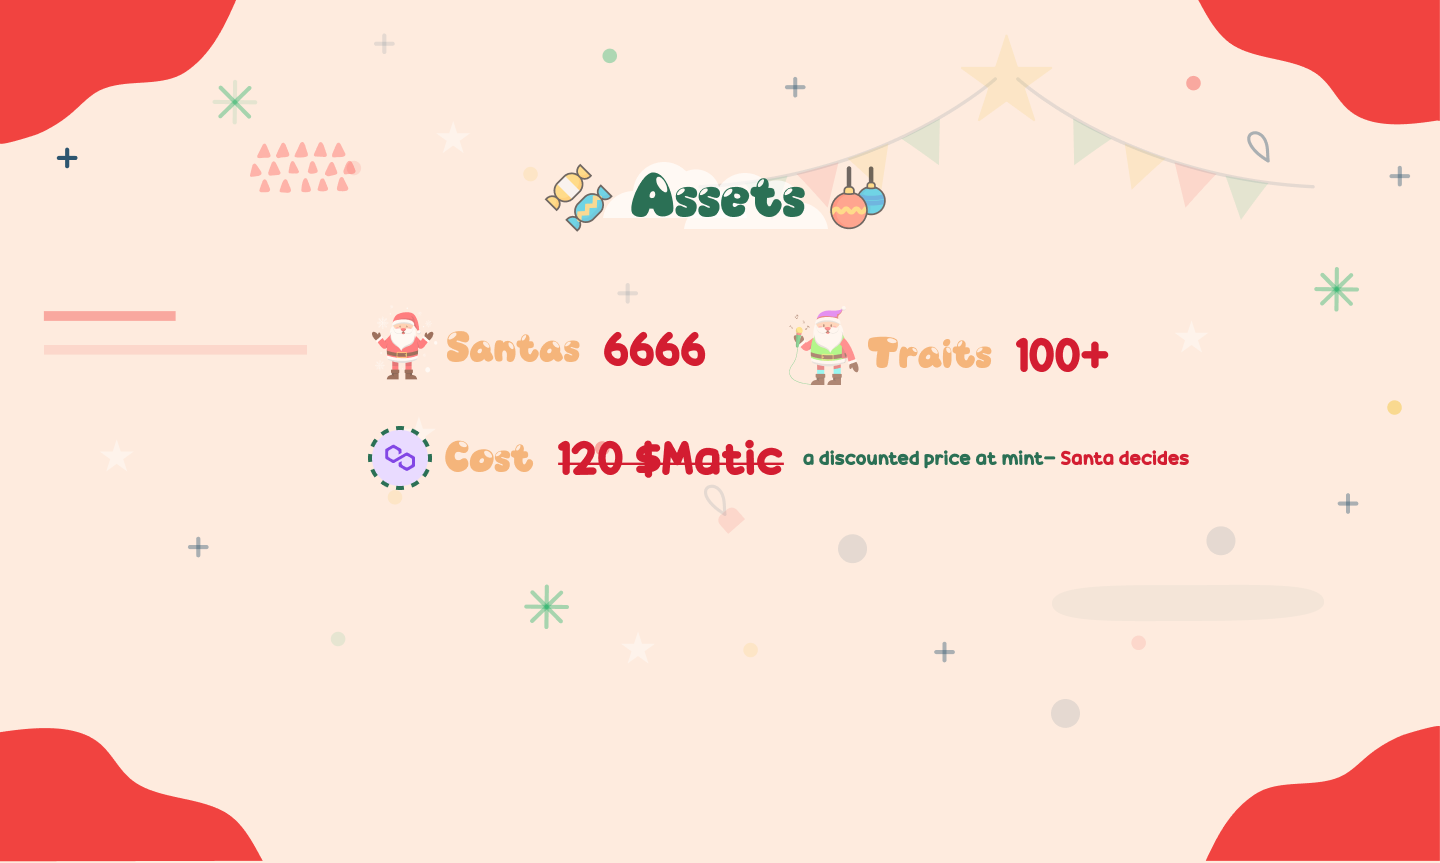 Assets
Santas 6666
Traits 100+
Cost 120 $Matic a discounted price at mint- Santa decides